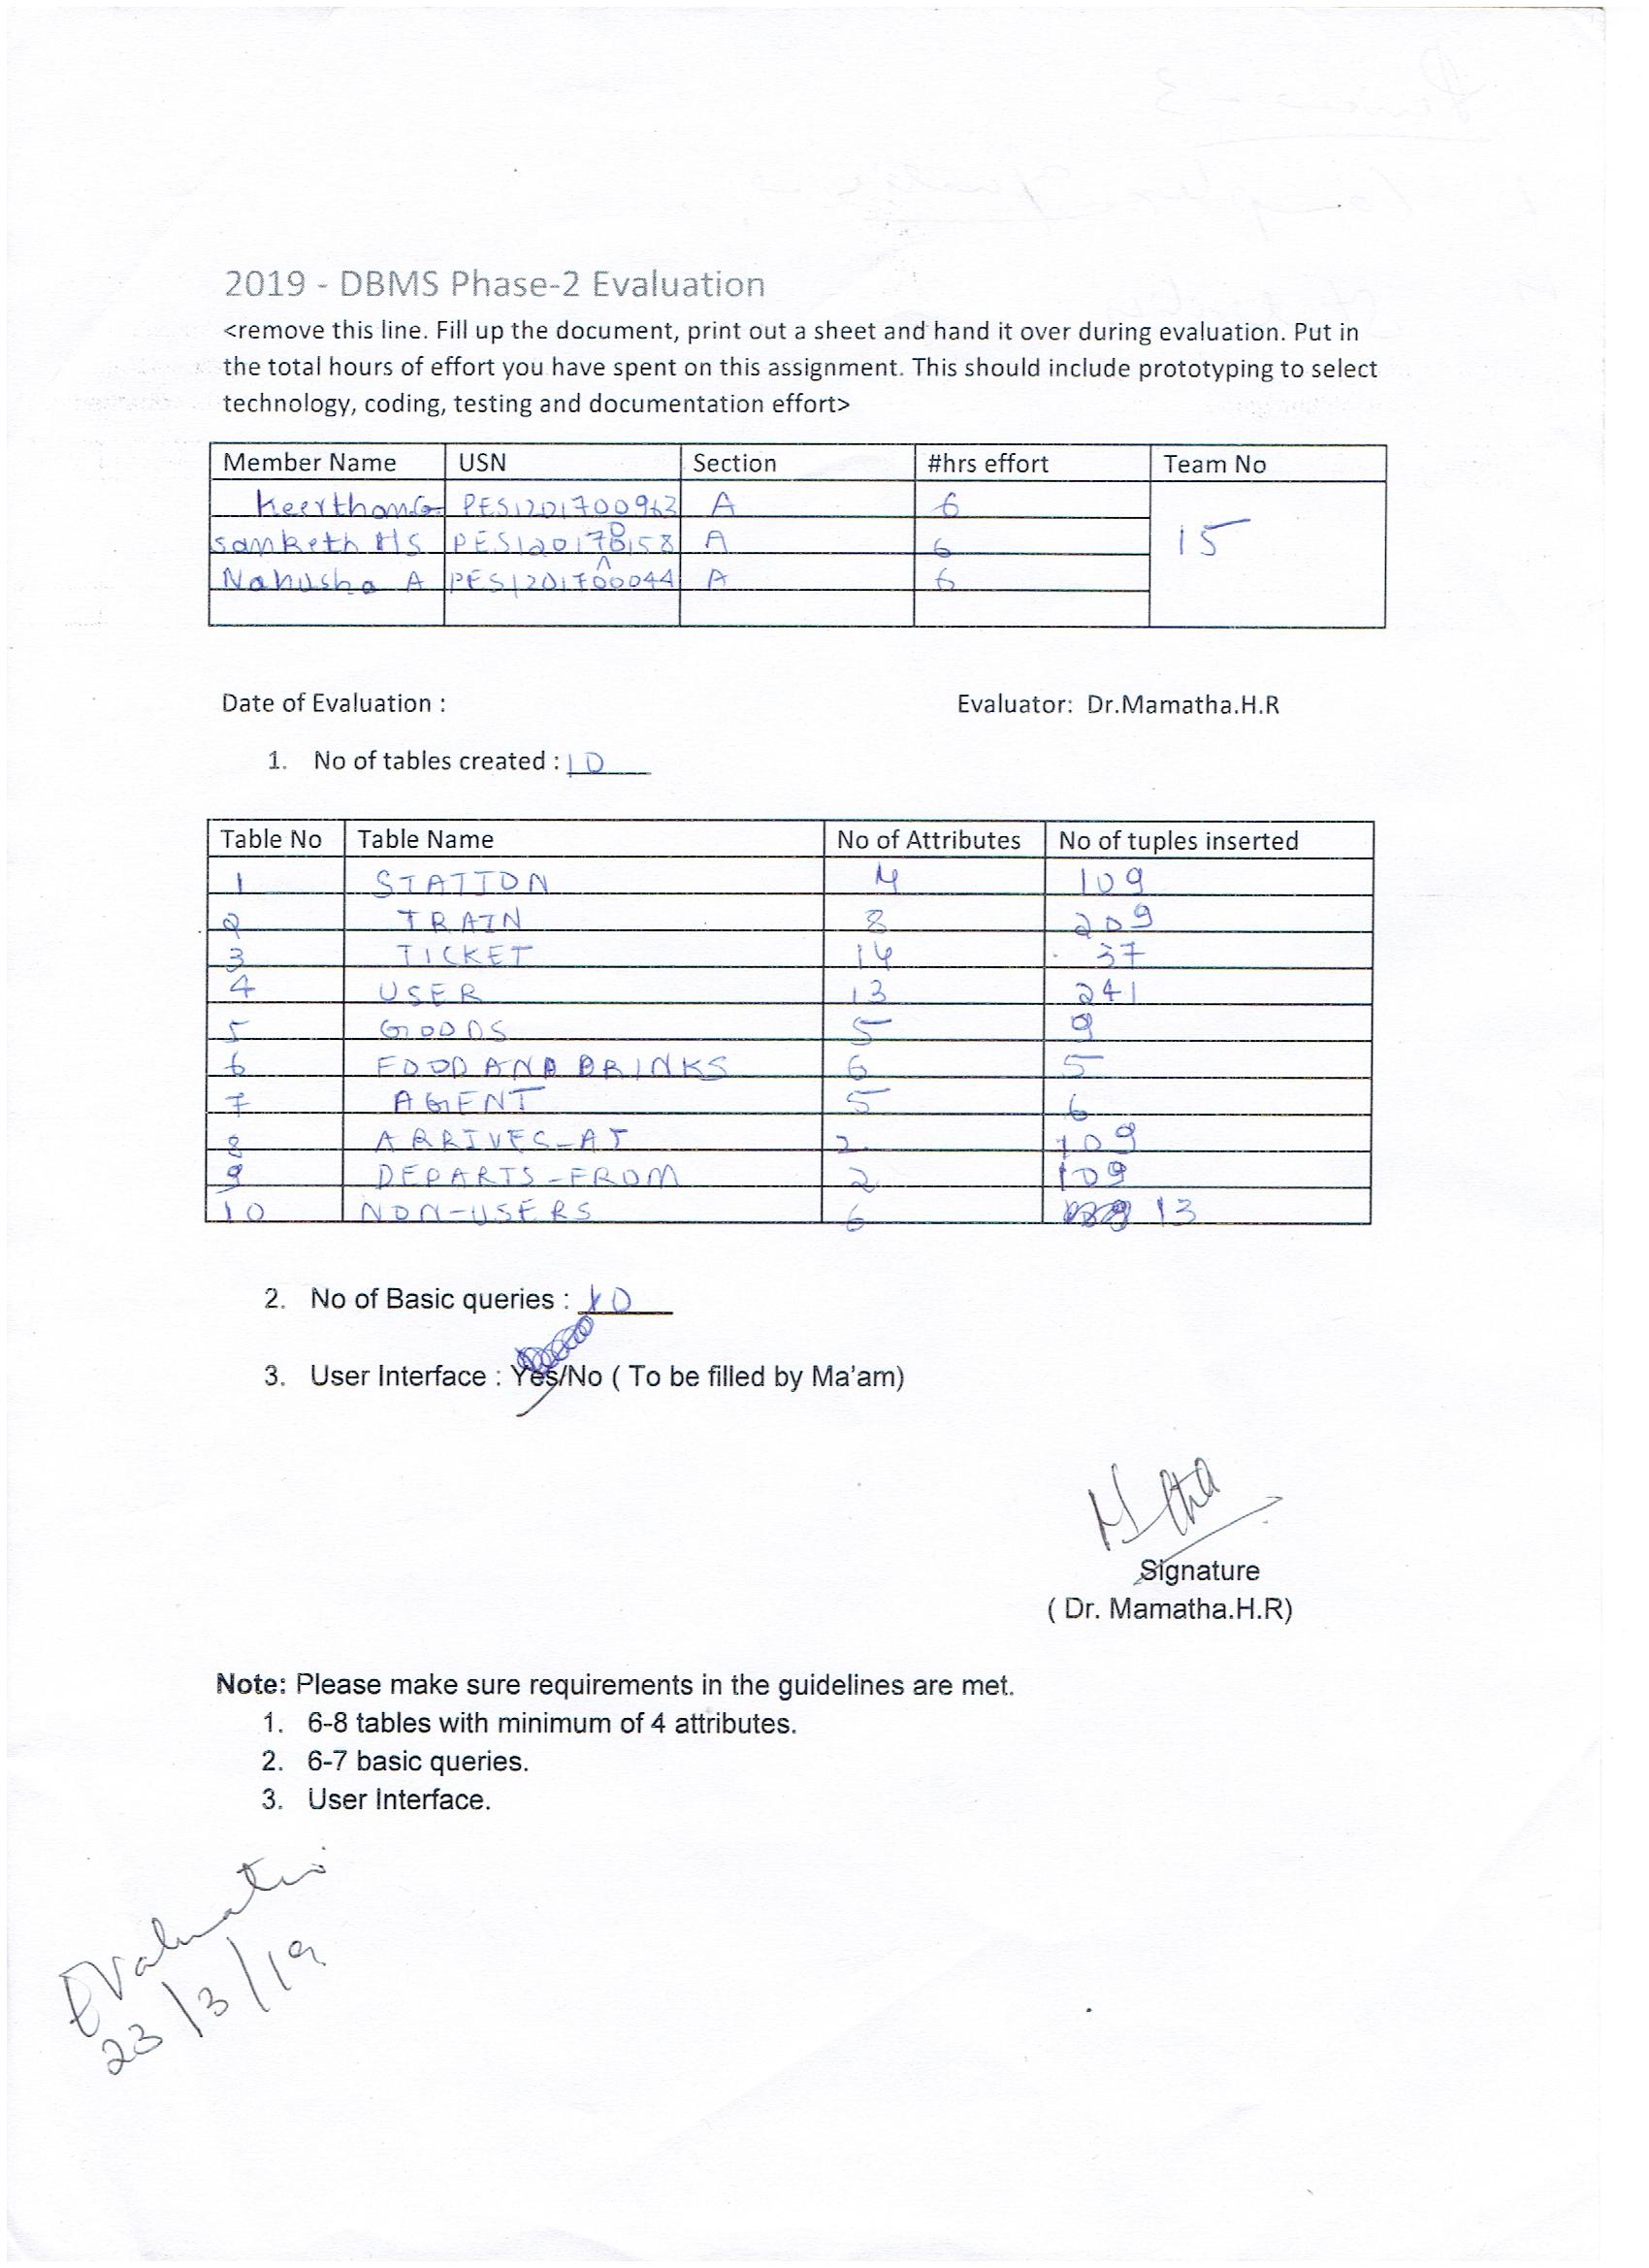 2019 - DBMS Phase-2 Evaluation
<remove this line. Fill up the document, print out a sheet and hand it over during evaluation. Put in
the total hours of effort you have spent on this assignment. This should include prototyping to select
technology, coding, testing and documentation effort>
Member Name USN Section #hrs effort Team No
KeerthanG PES1201700963 A 6
Sanketh HS A 6 15
Nahusha A PES1201700044 A 6
Date of Evaluation : Evaluator: Dr.Mamatha.H.R
1. No of tables created : 10
Table No Table Name No of Attributes No of tuples inserted
1 STATION 4 109
2 TRAIN 8 209
3 TICKET 14 37
4 USER 13 241
5 GOODS 5 9
6 FOOD AND DRINKS 6 5
7 AGENT 5 6
8 ARRIVES-AT 2 109
9 DEPARTS-FROM 2 109
10 NON-USERS 6 13
2. No of Basic queries : 10
3. User Interface : Yes/No ( To be filled by Ma'am)
Signature
( Dr. Mamatha.H.R)
Note: Please make sure requirements in the guidelines are met.
1. 6-8 tables with minimum of 4 attributes.
2. 6-7 basic queries.
3. User Interface.
Evaluation
23/3/19